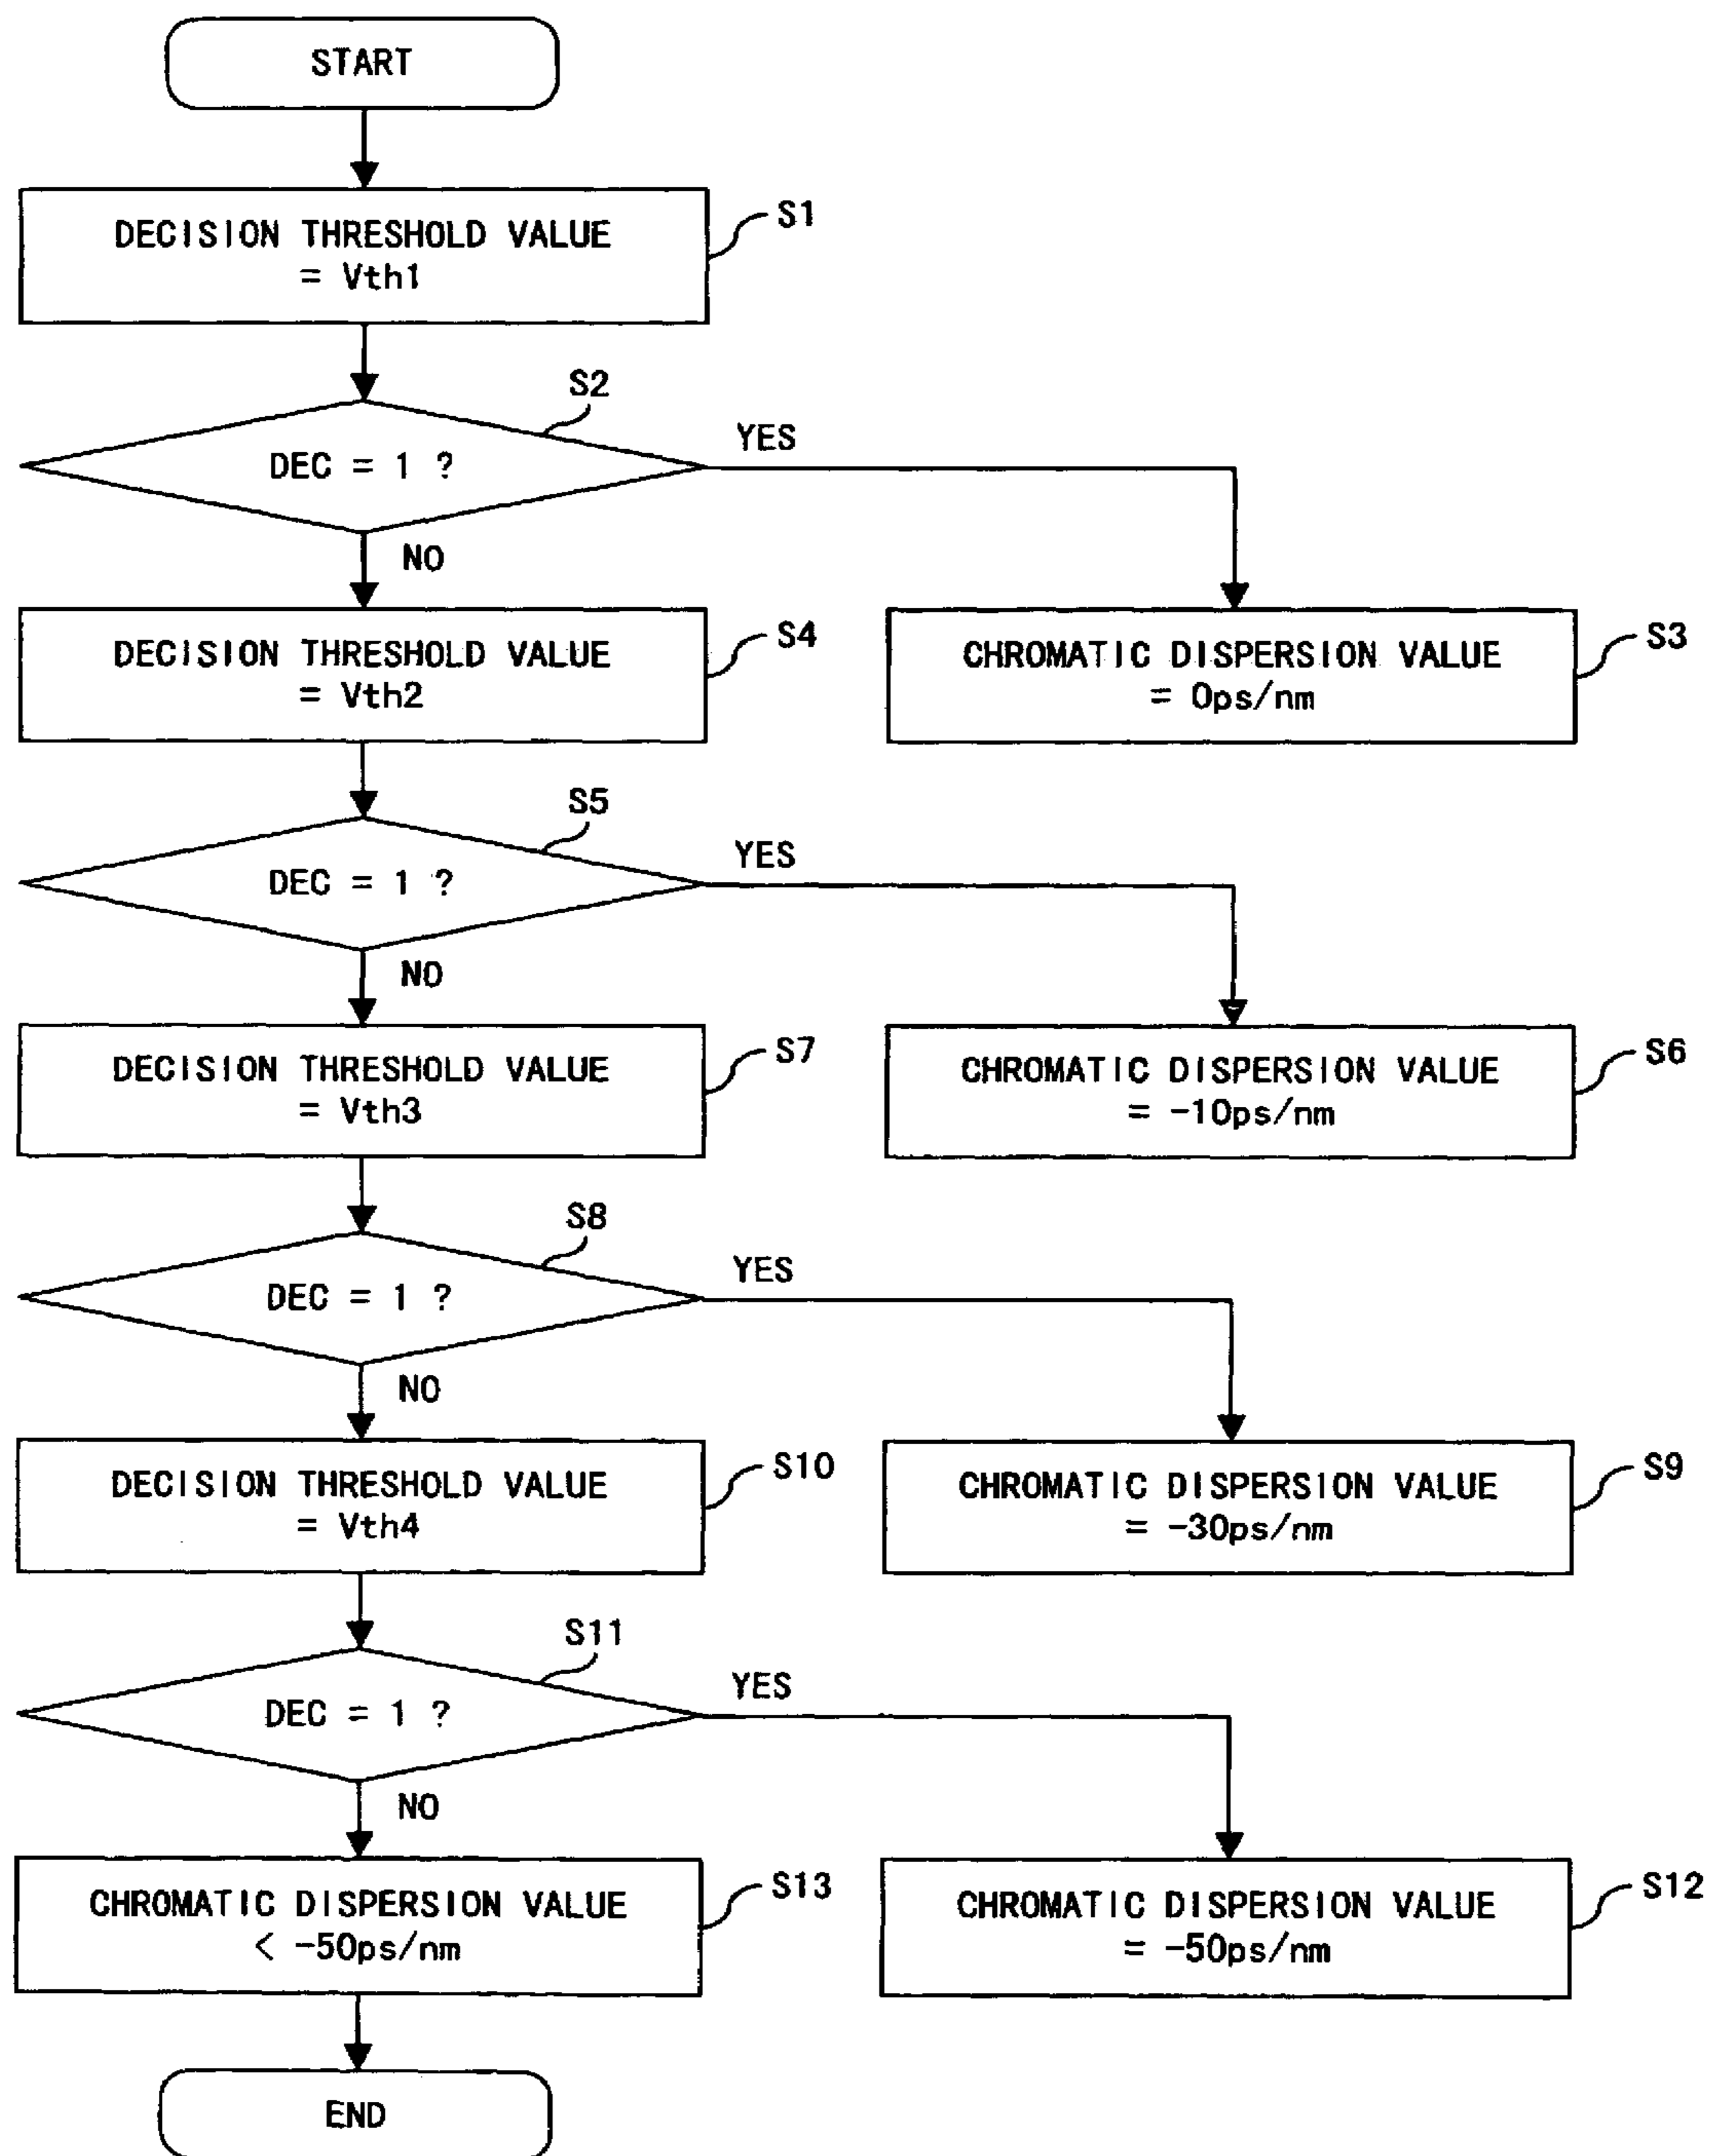 START
DECISION THRESHOLD VALUE
= Vth1
S1
S2
DEC = 1 ?
YES
NO
DECISION THRESHOLD VALUE
= Vth2
S4
CHROMATIC DISPERSION VALUE
= 0ps/nm
S3
S5
DEC = 1 ?
YES
NO
DECISION THRESHOLD VALUE
= Vth3
S7
CHROMATIC DISPERSION VALUE
= -10ps/nm
S6
S8
DEC = 1 ?
YES
NO
DECISION THRESHOLD VALUE
= Vth4
S10
CHROMATIC DISPERSION VALUE
= -30ps/nm
S9
S11
DEC = 1 ?
YES
NO
CHROMATIC DISPERSION VALUE
< -50ps/nm
S13
CHROMATIC DISPERSION VALUE
= -50ps/nm
S12
END